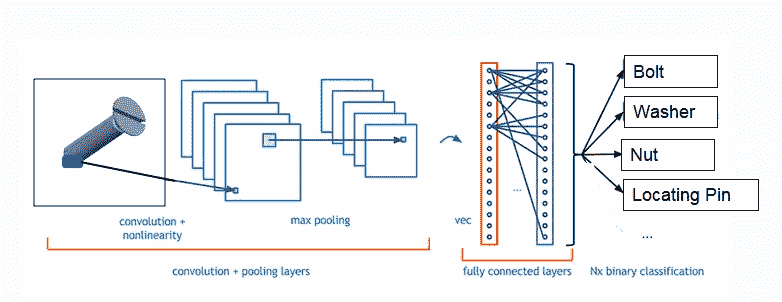 Bolt
Washer
Nut
Locating Pin
...
convolution +
nonlinearity
max pooling
vec
...
convolution + pooling layers
fully connected layers
Nx binary classification